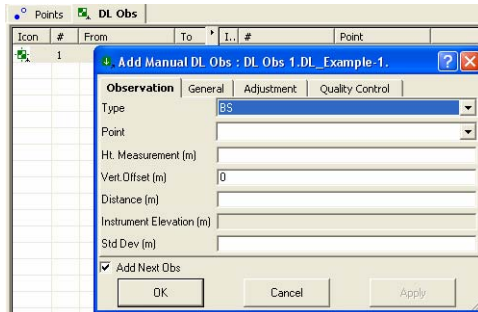 Points DL Obs
Icon # From To I.. # Point
1
Add Manual DL Obs : DL Obs 1.DL_Example-1.
Observation General Adjustment Quality Control
Type BS
Point
Ht. Measurement (m)
Vert.Offset (m) 0
Distance (m)
Instrument Elevation (m)
Std Dev (m)
Add Next Obs
OK Cancel Apply